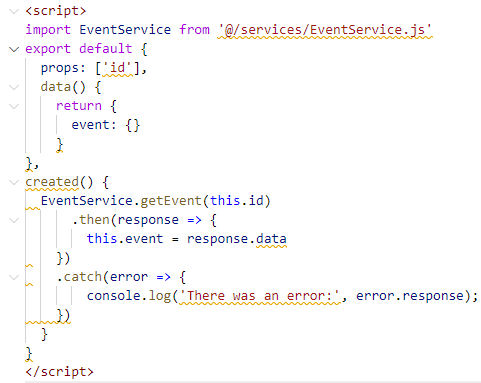 <script>
import EventService from '@/services/EventService.js'
export default {
  props: ['id'],
  data() {
    return {
      event: {}
    }
},
created() {
  EventService.getEvent(this.id)
      .then(response => {
        this.event = response.data
    })
    .catch(error => {
        console.log('There was an error:', error.response);
    })
  }
}
</script>